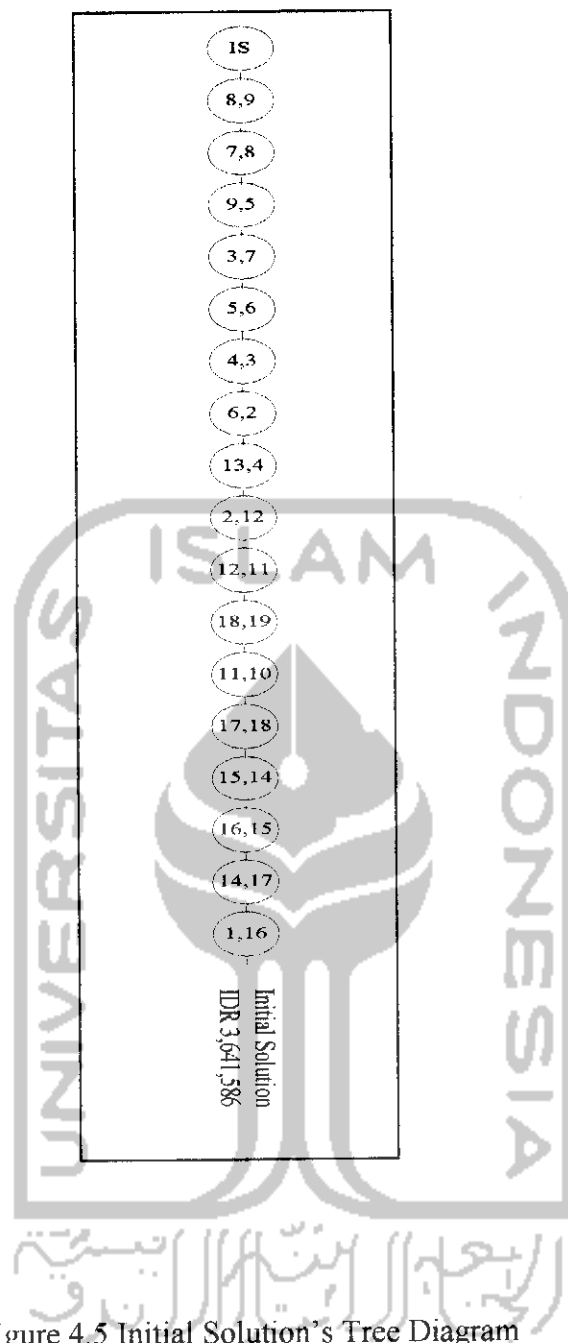 IS
8,9
7,8
9,5
3,7
5,6
4,3
6,2
13,4
2,12
12,11
18,19
11,10
17,18
15,14
16,15
14,17
1,16
Initial Solution
IDR 3,641,586
UNIVERSITAS
ISLAM
INDONESIA
igure 4.5 Initial Solution's Tree Diagram